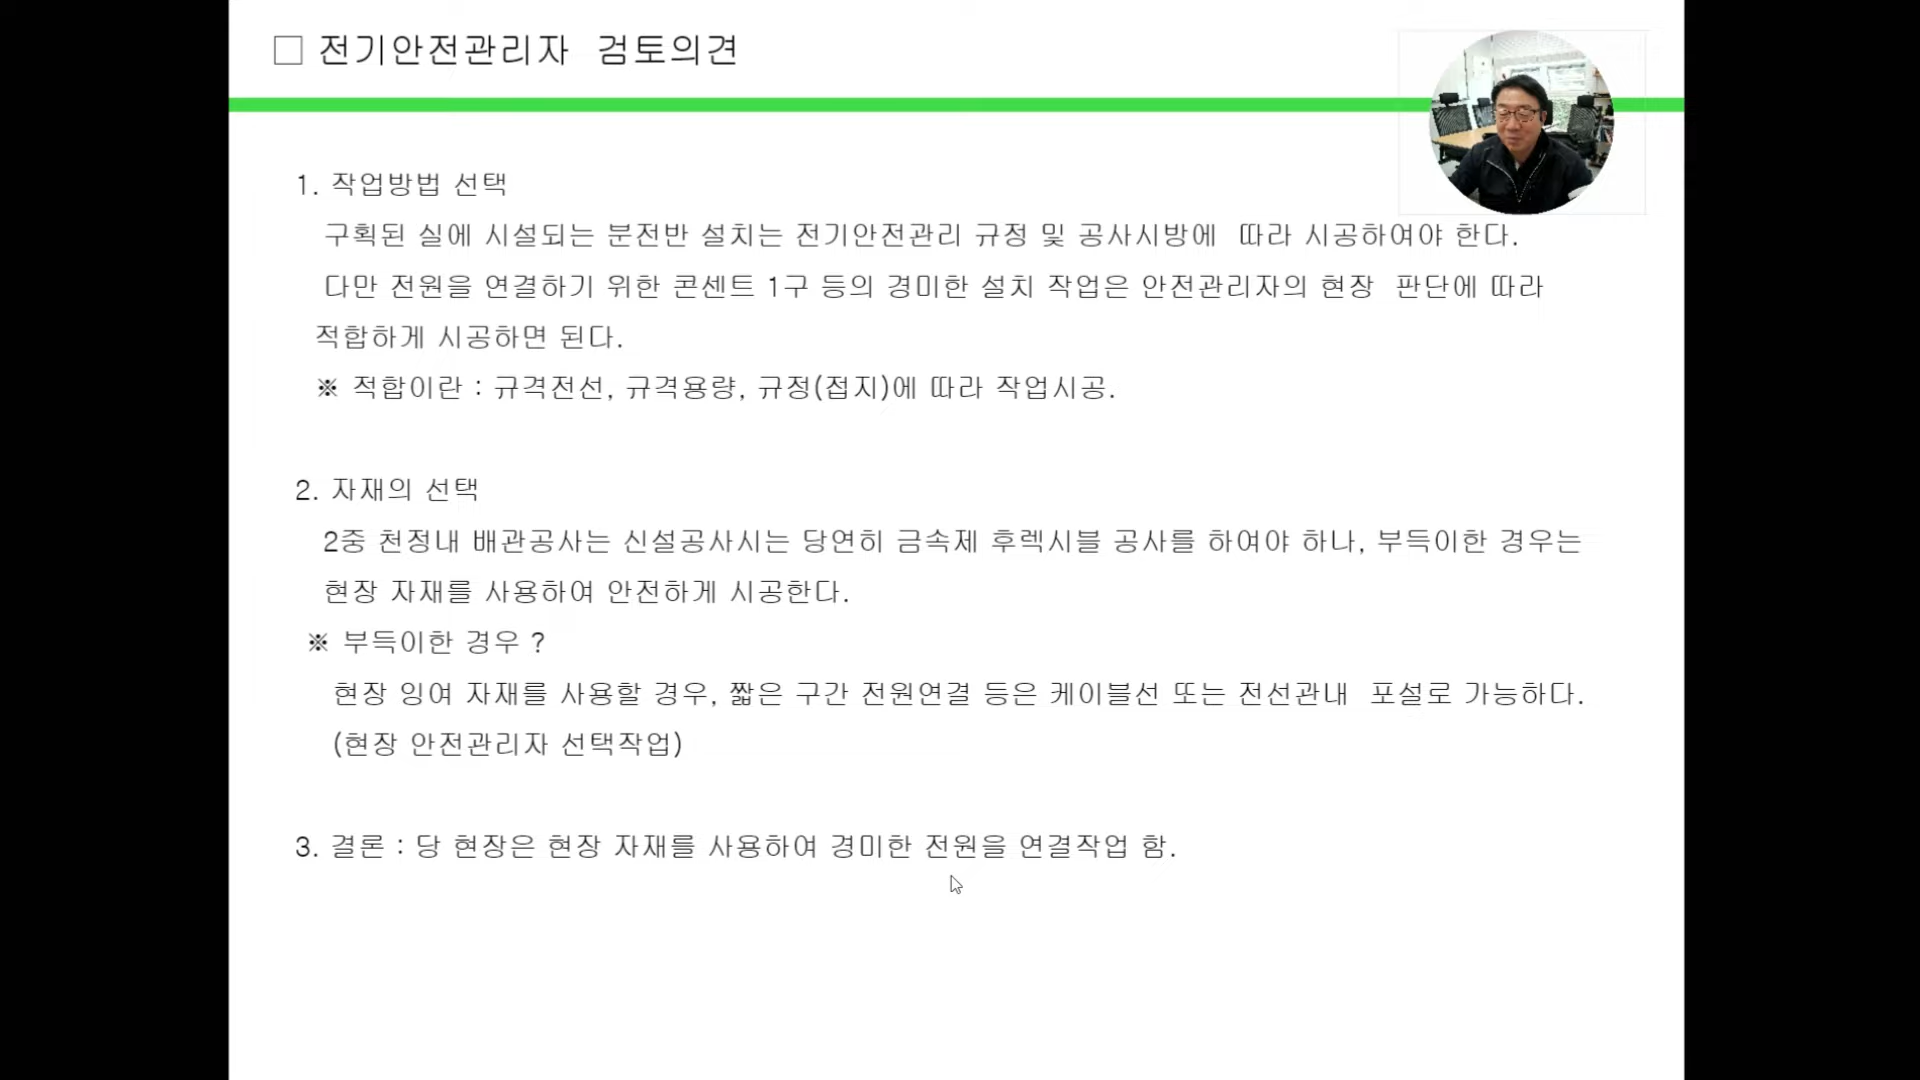 □ 전기안전관리자 검토의견
1. 작업방법 선택
구획된 실에 시설되는 분전반 설치는 전기안전관리 규정 및 공사시방에 따라 시공하여야 한다.
다만 전원을 연결하기 위한 콘센트 1구 등의 경미한 설치 작업은 안전관리자의 현장 판단에 따라
적합하게 시공하면 된다.
※ 적합이란 : 규격전선, 규격용량, 규정(접지)에 따라 작업시공.
2. 자재의 선택
2중 천정내 배관공사는 신설공사시는 당연히 금속제 후렉시블 공사를 하여야 하나, 부득이한 경우는
현장 자재를 사용하여 안전하게 시공한다.
※ 부득이한 경우 ?
현장 잉여 자재를 사용할 경우, 짧은 구간 전원연결 등은 케이블선 또는 전선관내 포설로 가능하다.
(현장 안전관리자 선택작업)
3. 결론 : 당 현장은 현장 자재를 사용하여 경미한 전원을 연결작업 함.